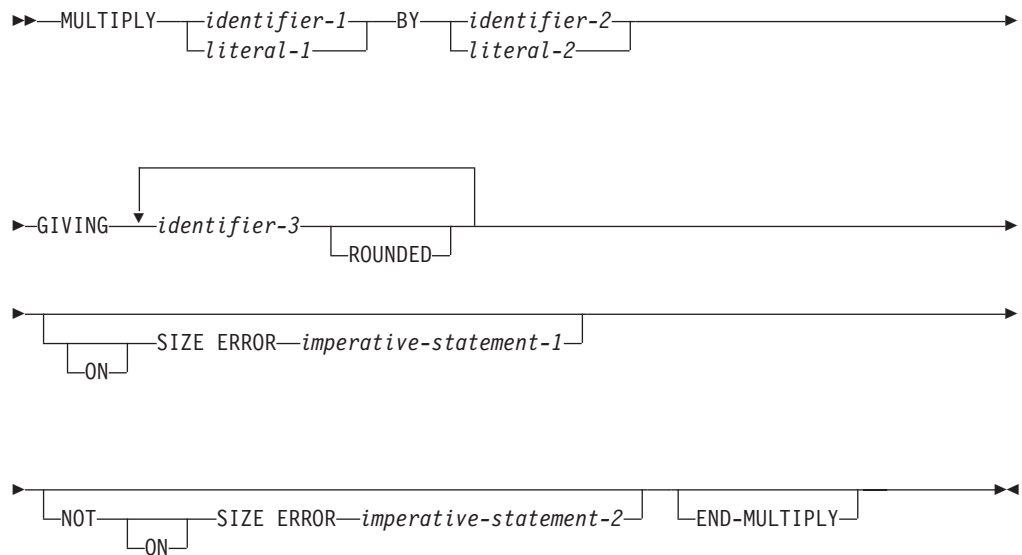 MULTIPLY identifier-1 BY identifier-2
literal-1 literal-2
GIVING identifier-3
ROUNDED
SIZE ERROR imperative-statement-1
ON
NOT SIZE ERROR imperative-statement-2 END-MULTIPLY
ON